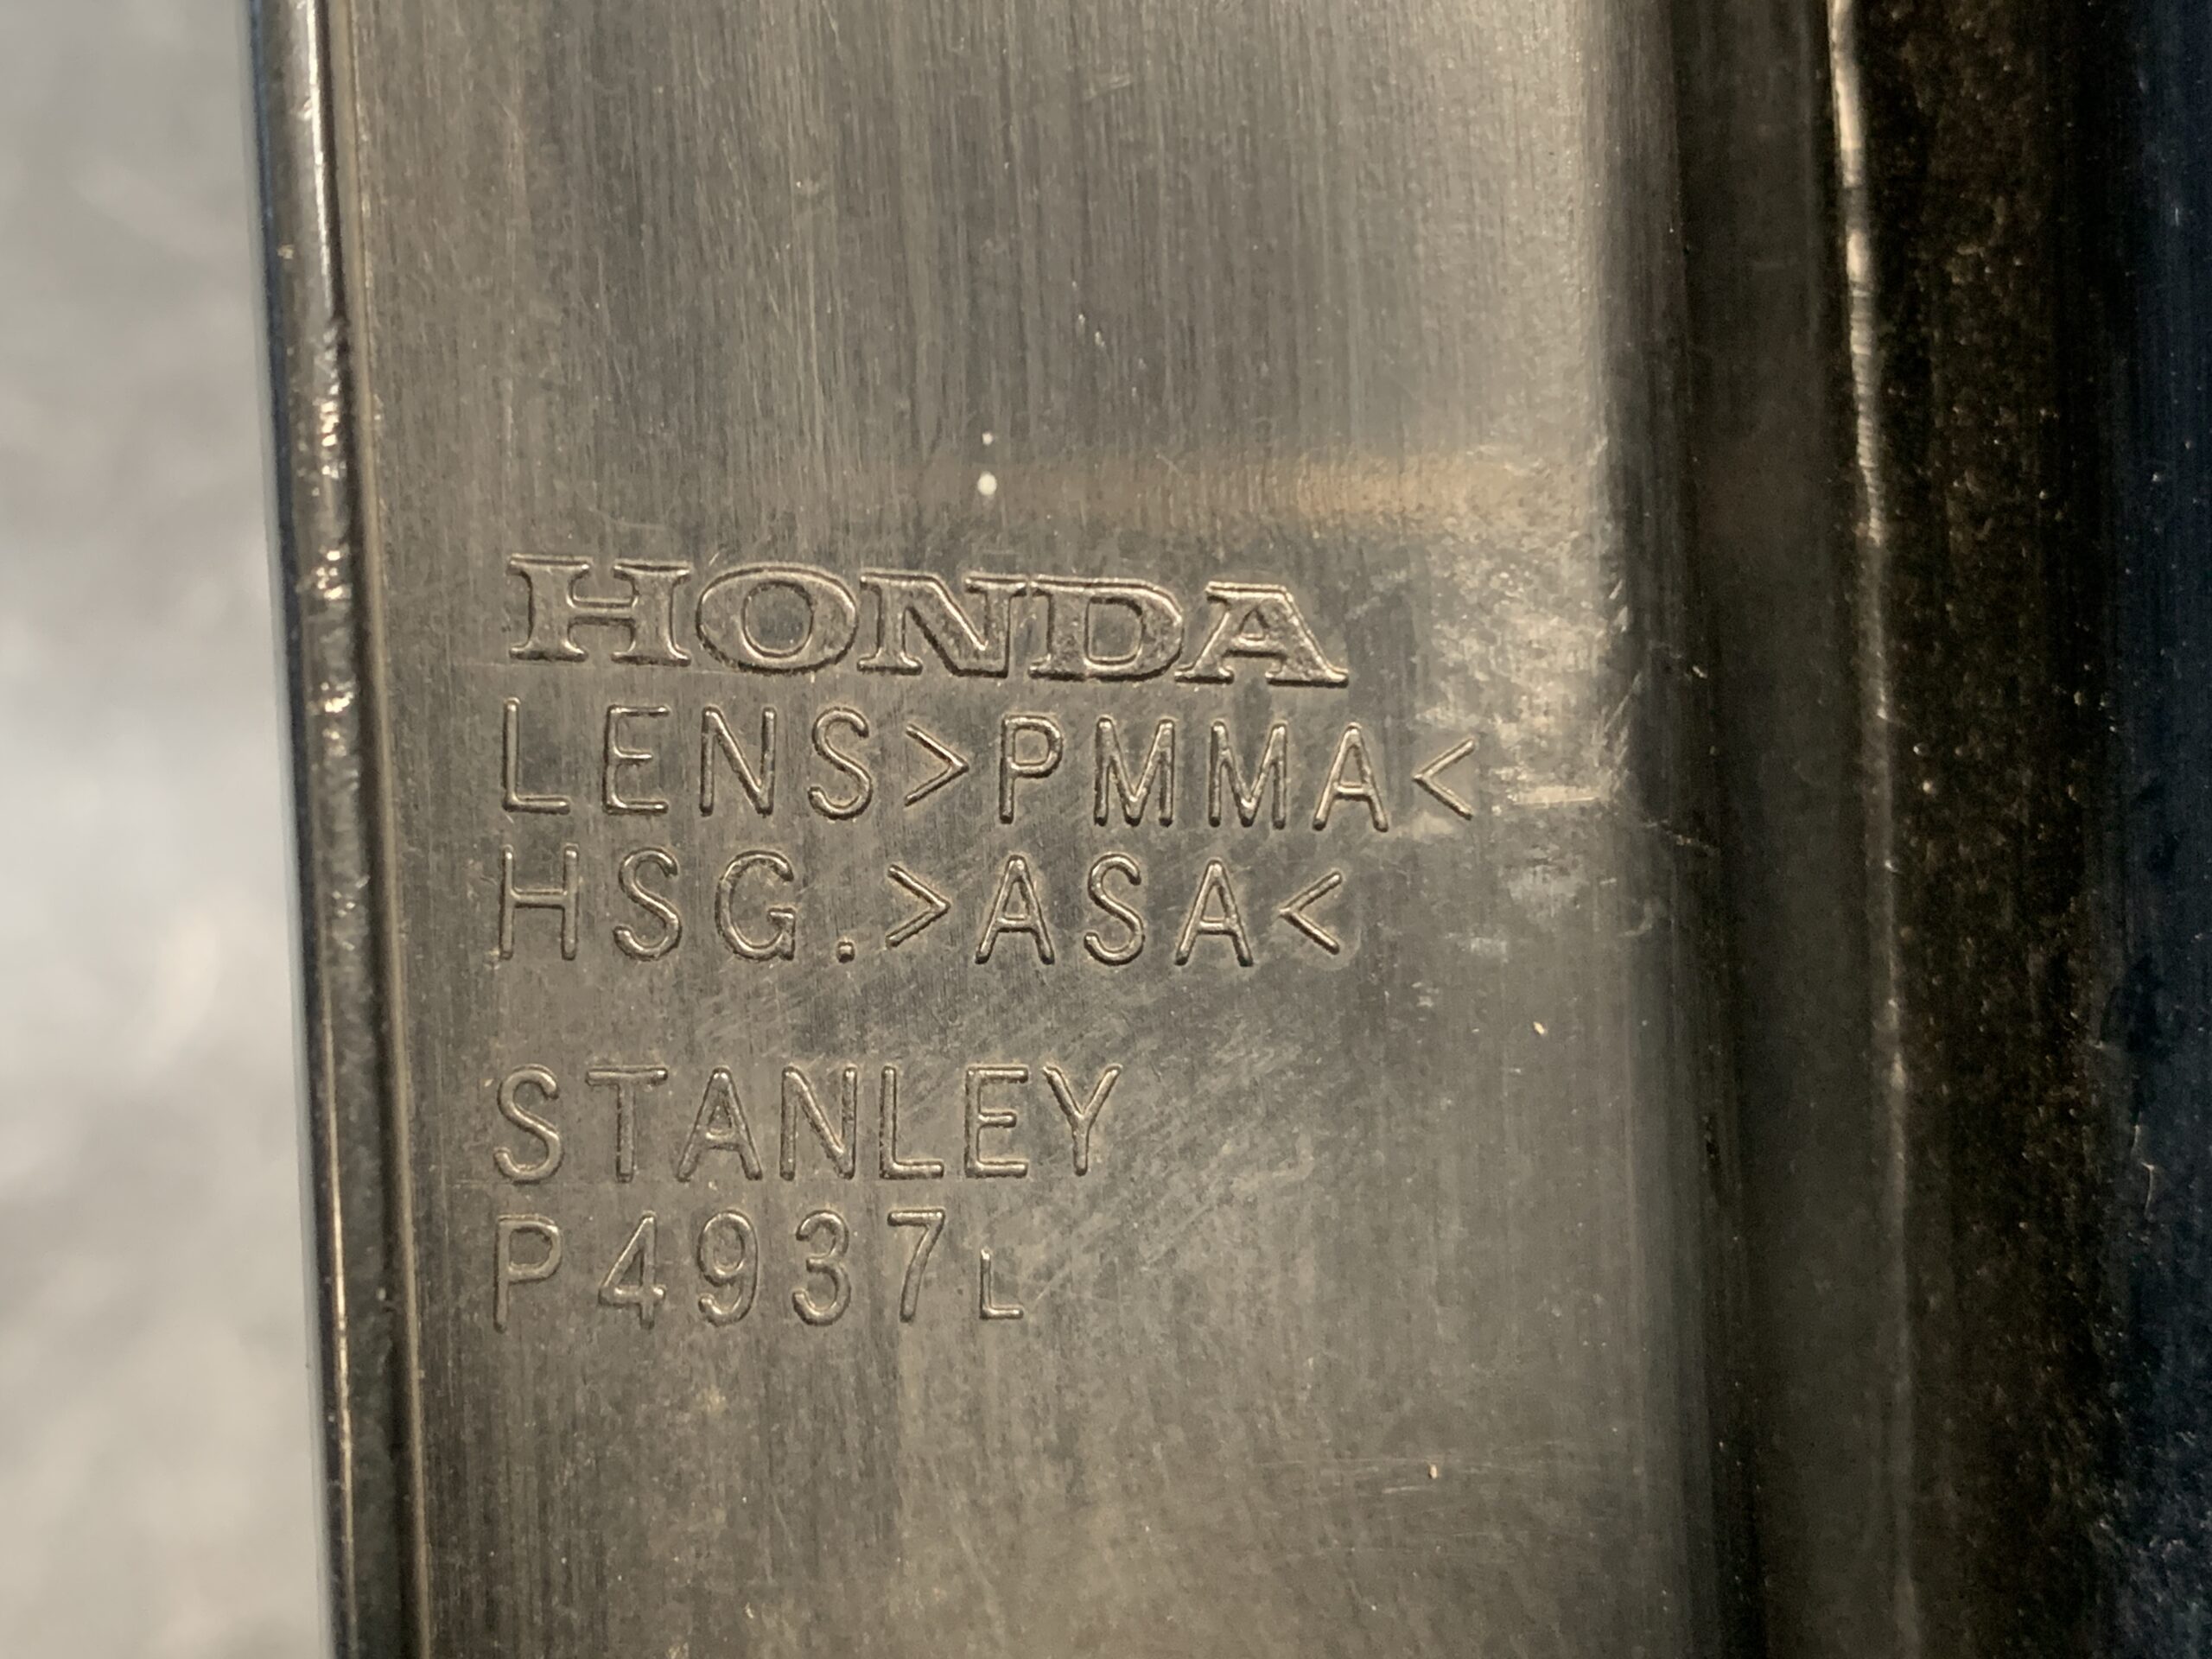 HONDA
LENS>PMMA<
HSG.>ASA<
STANLEY
P4937L